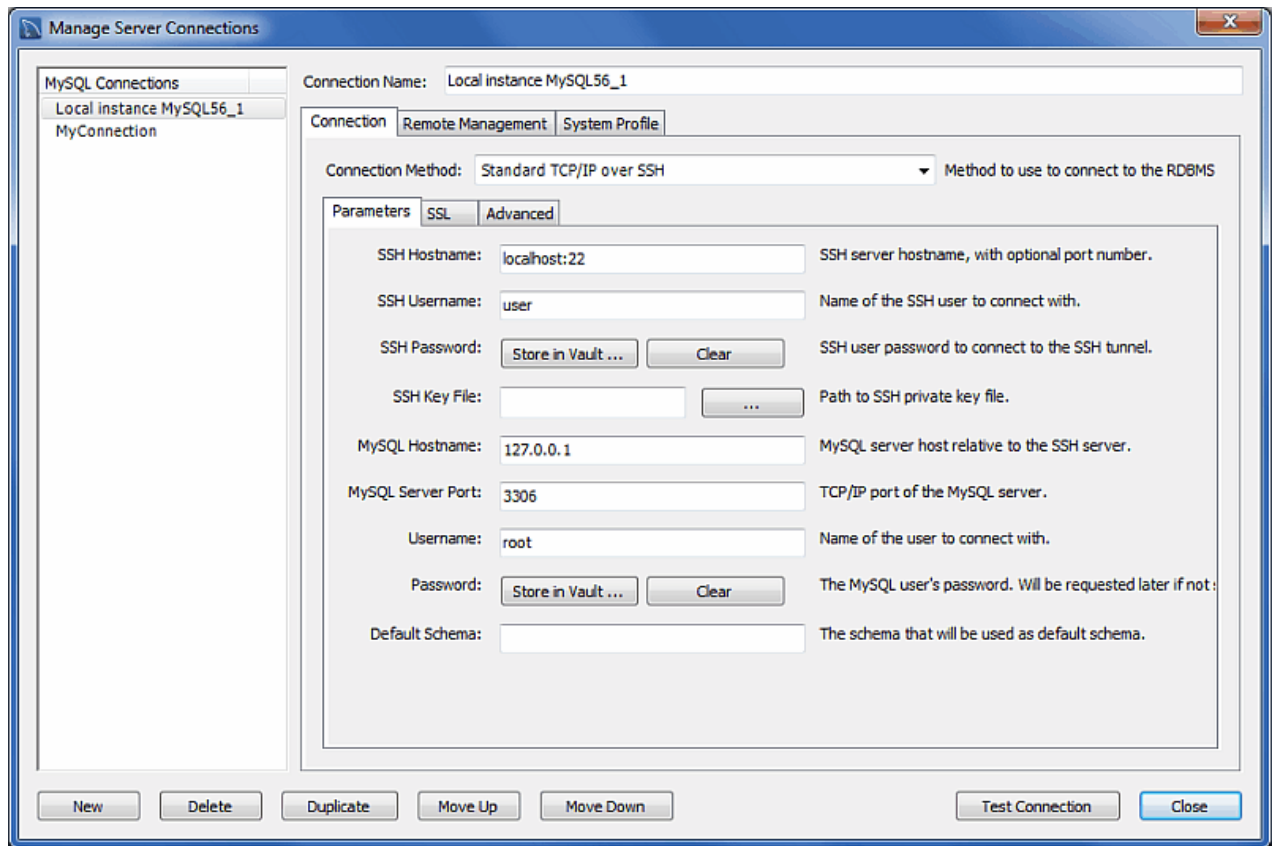 Manage Server Connections
MySQL Connections
Local instance MySQL56_1
MyConnection
Connection Name: Local instance MySQL56_1
Connection Remote Management System Profile
Connection Method: Standard TCP/IP over SSH Method to use to connect to the RDBMS
Parameters SSL Advanced
SSH Hostname: localhost:22 SSH server hostname, with optional port number.
SSH Username: user Name of the SSH user to connect with.
SSH Password: Store in Vault ... Clear SSH user password to connect to the SSH tunnel.
SSH Key File: ... Path to SSH private key file.
MySQL Hostname: 127.0.0.1 MySQL server host relative to the SSH server.
MySQL Server Port: 3306 TCP/IP port of the MySQL server.
Username: root Name of the user to connect with.
Password: Store in Vault ... Clear The MySQL user's password. Will be requested later if not
Default Schema: The schema that will be used as default schema.
New Delete Duplicate Move Up Move Down Test Connection Close